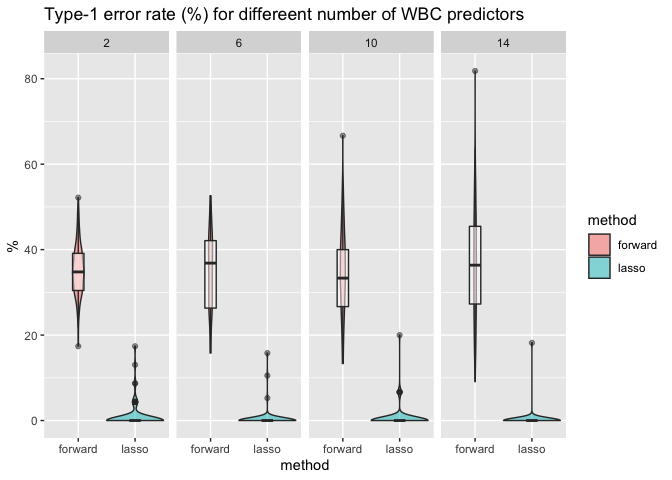 Type-1 error rate (%) for differeent number of WBC predictors
2 6 10 14
80
60
40
20
0
%
forward lasso forward lasso forward lasso forward lasso
method
method
forward
lasso